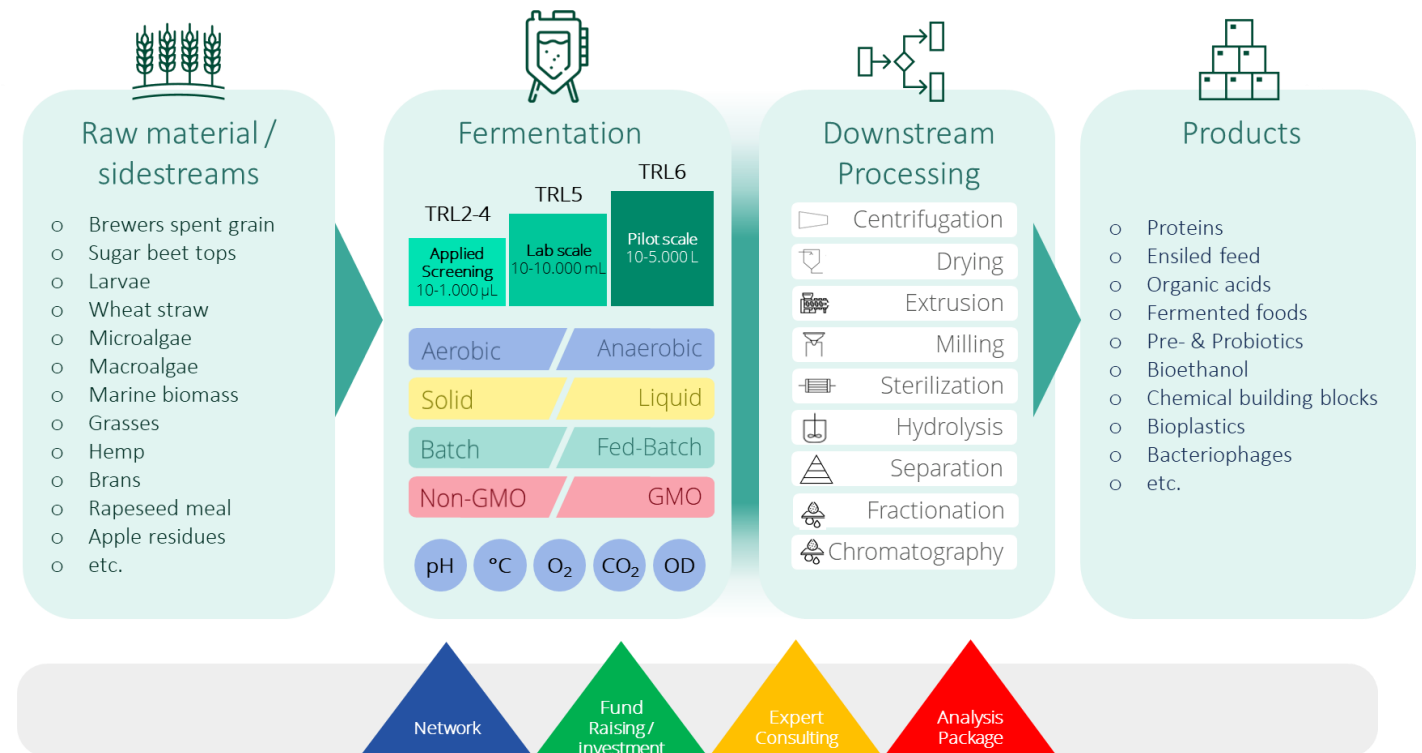 Raw material /
sidestreams
o Brewers spent grain
o Sugar beet tops
o Larvae
o Wheat straw
o Microalgae
o Macroalgae
o Marine biomass
o Grasses
o Hemp
o Brans
o Rapeseed meal
o Apple residues
o etc.
Fermentation
TRL2-4
TRL5
TRL6
Applied
Screening
10-1.000 µL
Lab scale
10-10.000 mL
Pilot scale
10-5.000 L
Aerobic Anaerobic
Solid Liquid
Batch Fed-Batch
Non-GMO GMO
pH °C O₂ CO₂ OD
Downstream
Processing
Centrifugation
Drying
Extrusion
Milling
Sterilization
Hydrolysis
Separation
Fractionation
Chromatography
Products
o Proteins
o Ensiled feed
o Organic acids
o Fermented foods
o Pre- & Probiotics
o Bioethanol
o Chemical building blocks
o Bioplastics
o Bacteriophages
o etc.
Network
Fund
Raising /
investment
Expert
Consulting
Analysis
Package